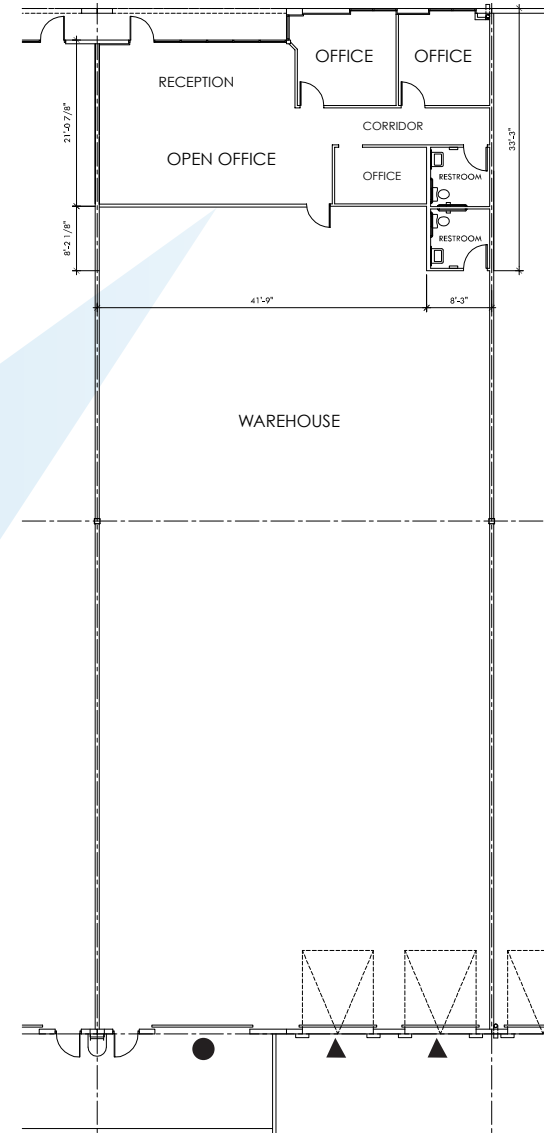 OFFICE
OFFICE
RECEPTION
CORRIDOR
OPEN OFFICE
OFFICE
RESTROOM
RESTROOM
21'-0 7/8"
33'-3"
8'-2 1/8"
41'-9"
8'-3"
WAREHOUSE